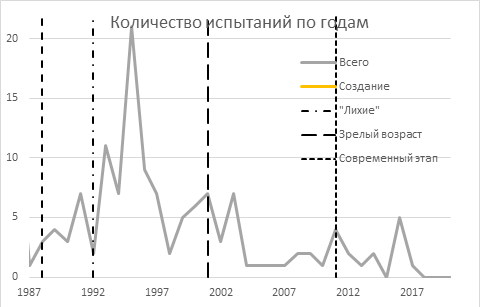 Количество испытаний по годам
20
15
10
5
0
Всего
Создание
"Лихие"
Зрелый возраст
Современный этап
1987 1992 1997 2002 2007 2012 2017